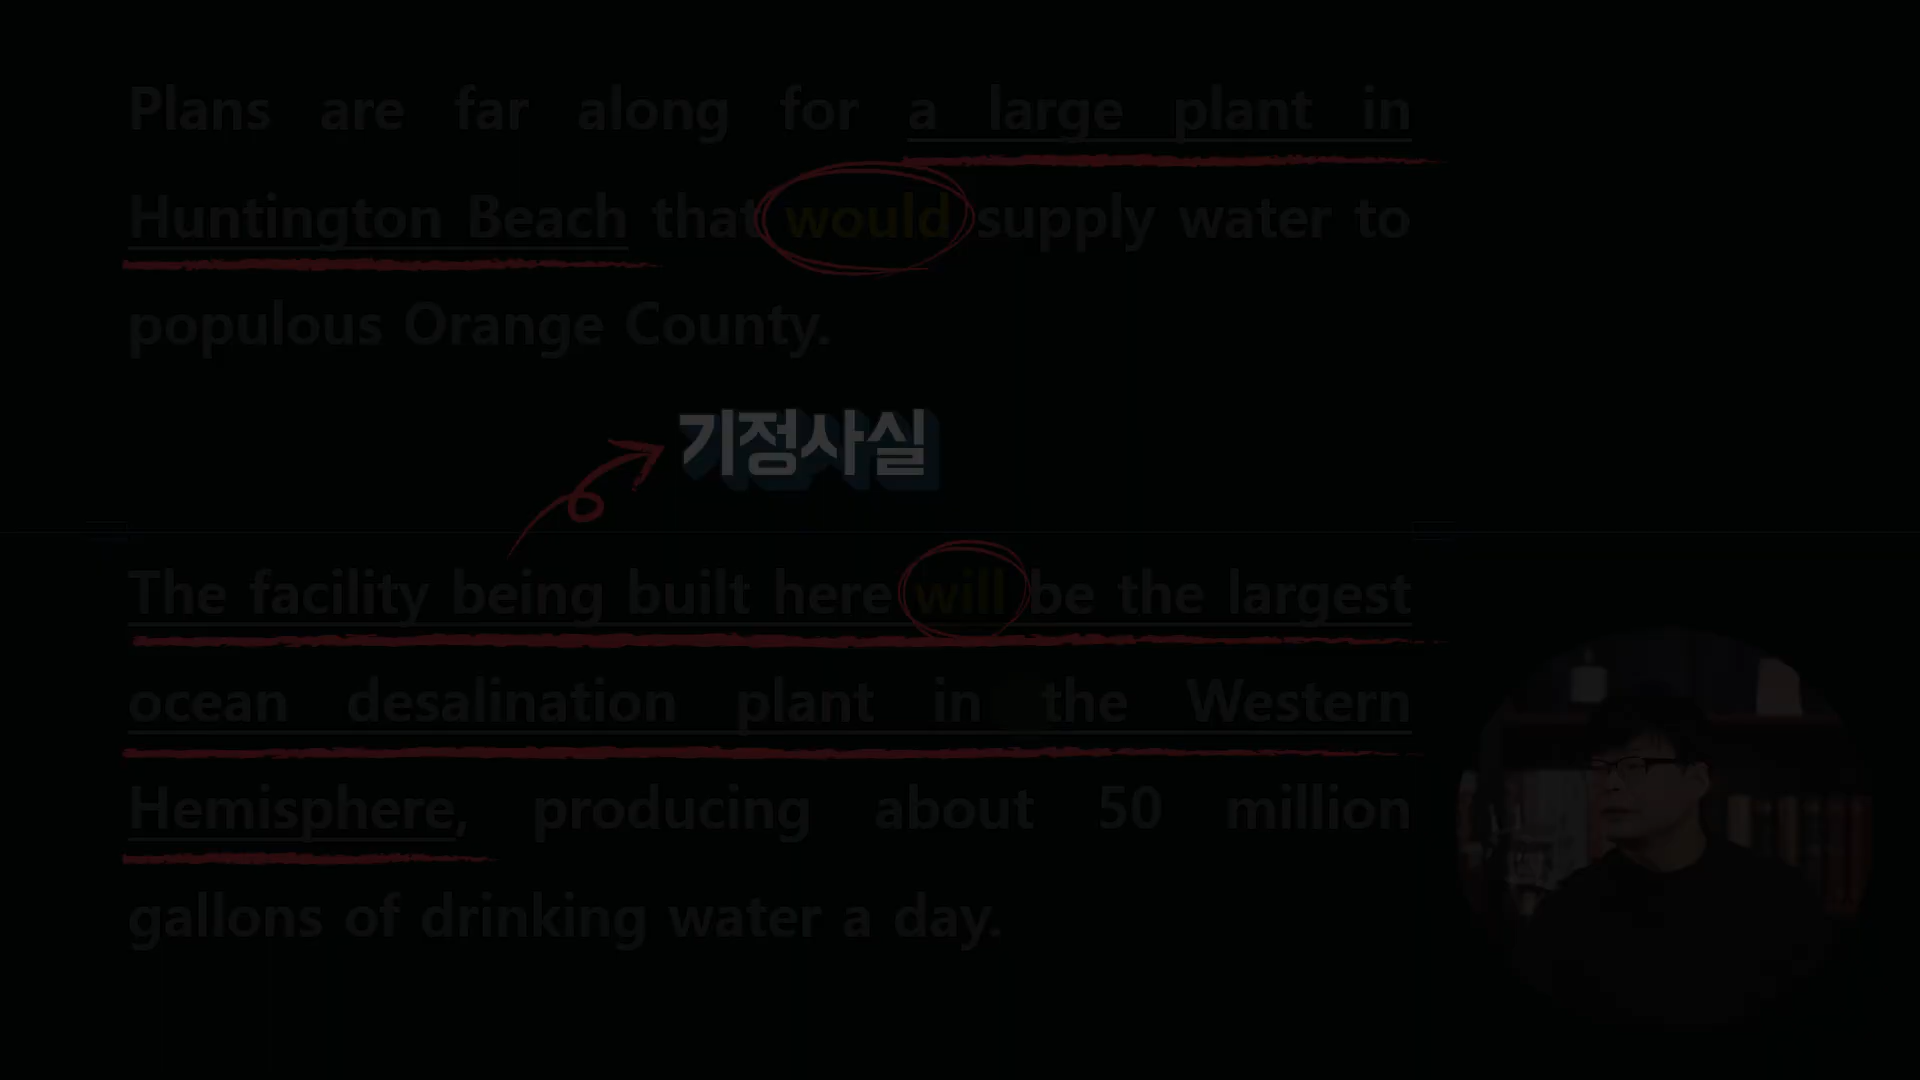 Plans are far along for a large plant in
Huntington Beach that would supply water to
populous Orange County.
기정사실
The facility being built here will be the largest
ocean desalination plant in the Western
Hemisphere, producing about 50 million
gallons of drinking water a day.